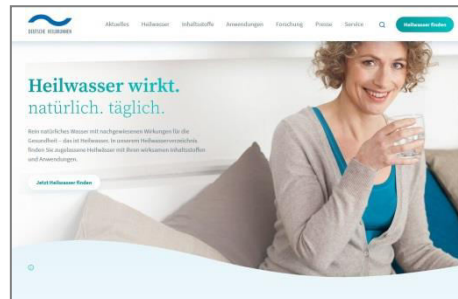 DEUTSCHE HEILBRUNNEN
Aktuelles Heilwasser Inhaltsstoffe Anwendungen Forschung Presse Service Heilwasser finden
Heilwasser wirkt.
natürlich. täglich.
Rein natürliches Wasser mit nachgewiesenen Wirkungen für die
Gesundheit – das ist Heilwasser. In unserem Heilwasserverzeichnis
finden Sie zugelassene Heilwässer mit ihren wirksamen Inhaltsstoffen
und Anwendungen.
Jetzt Heilwasser finden